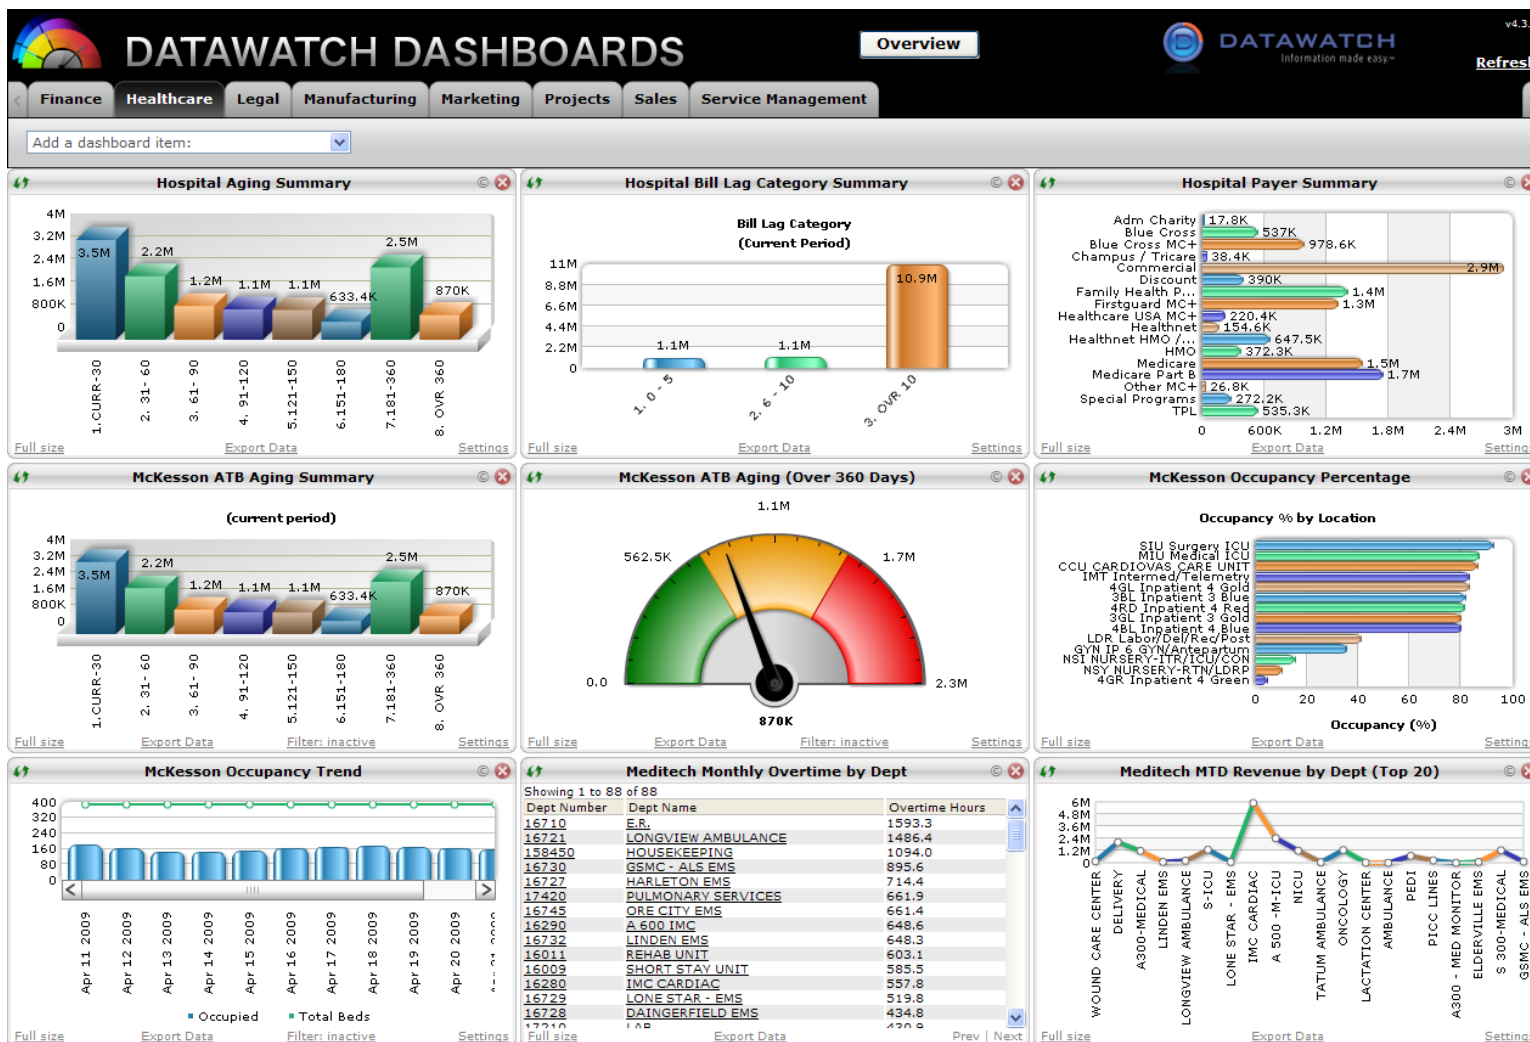 DATAWATCH DASHBOARDS
Overview
DATAWATCH
Information made easy.™
v4.3.
Refresh
Finance Healthcare Legal Manufacturing Marketing Projects Sales Service Management
Add a dashboard item:
Hospital Aging Summary
4M
3.2M
2.4M
1.6M
800K
0
3.5M
2.2M
1.2M
1.1M
1.1M
633.4K
2.5M
870K
1.CURR-30
2. 31- 60
3. 61- 90
4. 91-120
5.121-150
6.151-180
7.181-360
8. OVR 360
Full size Export Data Settings
Hospital Bill Lag Category Summary
Bill Lag Category
(Current Period)
11M
8.8M
6.6M
4.4M
2.2M
0
1.1M
1.1M
10.9M
1. 0 - 5
2. 6 - 10
3. OVR 10
Full size Export Data Settings
Hospital Payer Summary
Adm Charity 17.8K
Blue Cross 537K
Blue Cross MC+ 978.6K
Champus / Tricare 38.4K
Commercial 2.9M
Discount 390K
Family Health P... 1.4M
Firstguard MC+ 1.3M
Healthcare USA MC+ 220.4K
Healthnet 154.6K
Healthnet HMO /... 647.5K
HMO 372.3K
Medicare 1.5M
Medicare Part B 1.7M
Other MC+ 26.8K
Special Programs 272.2K
TPL 535.3K
0 600K 1.2M 1.8M 2.4M 3M
Full size Export Data Setting
McKesson ATB Aging Summary
(current period)
4M
3.2M
2.4M
1.6M
800K
0
3.5M
2.2M
1.2M
1.1M
1.1M
633.4K
2.5M
870K
1.CURR-30
2. 31- 60
3. 61- 90
4. 91-120
5.121-150
6.151-180
7.181-360
8. OVR 360
Full size Export Data Filter: inactive Settings
McKesson ATB Aging (Over 360 Days)
1.1M
562.5K 1.7M
0.0 2.3M
870K
Full size Export Data Filter: inactive Settings
McKesson Occupancy Percentage
Occupancy % by Location
SIU Surgery ICU
MIU Medical ICU
CCU CARDIOVAS CARE UNIT
IMT Intermed/Telemetry
4GL Inpatient 4 Gold
3BL Inpatient 3 Blue
4RD Inpatient 4 Red
3GL Inpatient 3 Gold
4BL Inpatient 4 Blue
LDR Labor/Del/Rec/Post
GYN IP 6 GYN/Antepartum
NSI NURSERY-ITR/ICU/CON
NSY NURSERY-RTN/LDRP
4GR Inpatient 4 Green
0 20 40 60 80 100
Occupancy (%)
Full size Export Data Setting
McKesson Occupancy Trend
400
320
240
160
80
0
Apr 11 2009
Apr 12 2009
Apr 13 2009
Apr 14 2009
Apr 15 2009
Apr 16 2009
Apr 17 2009
Apr 18 2009
Apr 19 2009
Apr 20 2009
Occupied Total Beds
Full size Export Data Filter: inactive Settings
Meditech Monthly Overtime by Dept
Showing 1 to 88 of 88
Dept Number Dept Name Overtime Hours
16710 E.R. 1593.3
16721 LONGVIEW AMBULANCE 1486.4
158450 HOUSEKEEPING 1094.0
16730 GSMC - ALS EMS 895.6
16727 HARLETON EMS 714.4
17420 PULMONARY SERVICES 661.9
16745 ORE CITY EMS 661.4
16290 A 600 IMC 648.6
16732 LINDEN EMS 648.3
16011 REHAB UNIT 603.1
16009 SHORT STAY UNIT 585.5
16280 IMC CARDIAC 557.8
16729 LONE STAR - EMS 519.8
16728 DAINGERFIELD EMS 434.8
17210 LAB 430.9
Full size Export Data Prev | Next
Meditech MTD Revenue by Dept (Top 20)
6M
4.8M
3.6M
2.4M
1.2M
0
WOUND CARE CENTER
DELIVERY
A300-MEDICAL
LINDEN EMS
LONGVIEW AMBULANCE
S-ICU
LONE STAR - EMS
IMC CARDIAC
A 500 -M-ICU
NICU
TATUM AMBULANCE
ONCOLOGY
LACTATION CENTER
AMBULANCE
PEDI
PICC LINES
A300 - MED MONITOR
ELDERVILLE EMS
S 300-MEDICAL
GSMC - ALS EMS
Full size Export Data Setting